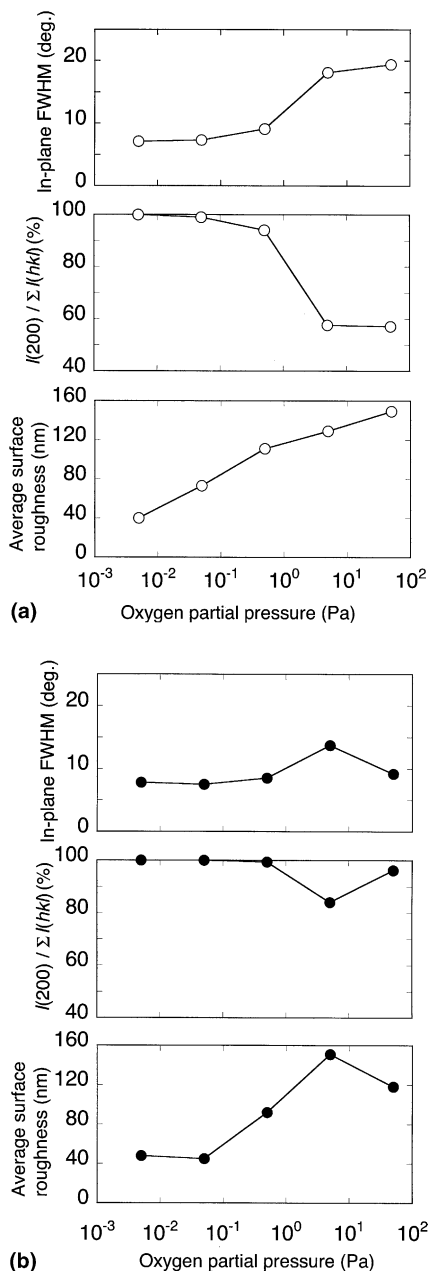 In-plane FWHM (deg.)
20
10
0
I(200) / Σ I(hkl) (%)
100
80
60
40
Average surface
roughness (nm)
160
120
80
40
0
10⁻³ 10⁻² 10⁻¹ 10⁰ 10¹ 10²
(a) Oxygen partial pressure (Pa)
In-plane FWHM (deg.)
20
10
0
I(200) / Σ I(hkl) (%)
100
80
60
40
Average surface
roughness (nm)
160
120
80
40
0
10⁻³ 10⁻² 10⁻¹ 10⁰ 10¹ 10²
(b) Oxygen partial pressure (Pa)